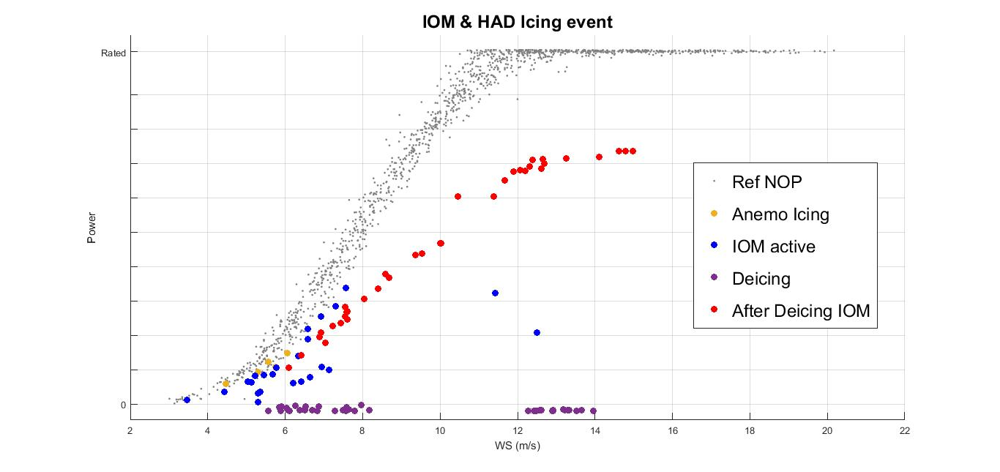 IOM & HAD Icing event
Rated
0
Power
2 4 6 8 10 12 14 16 18 20 22
WS (m/s)
Ref NOP
Anemo Icing
IOM active
Deicing
After Deicing IOM